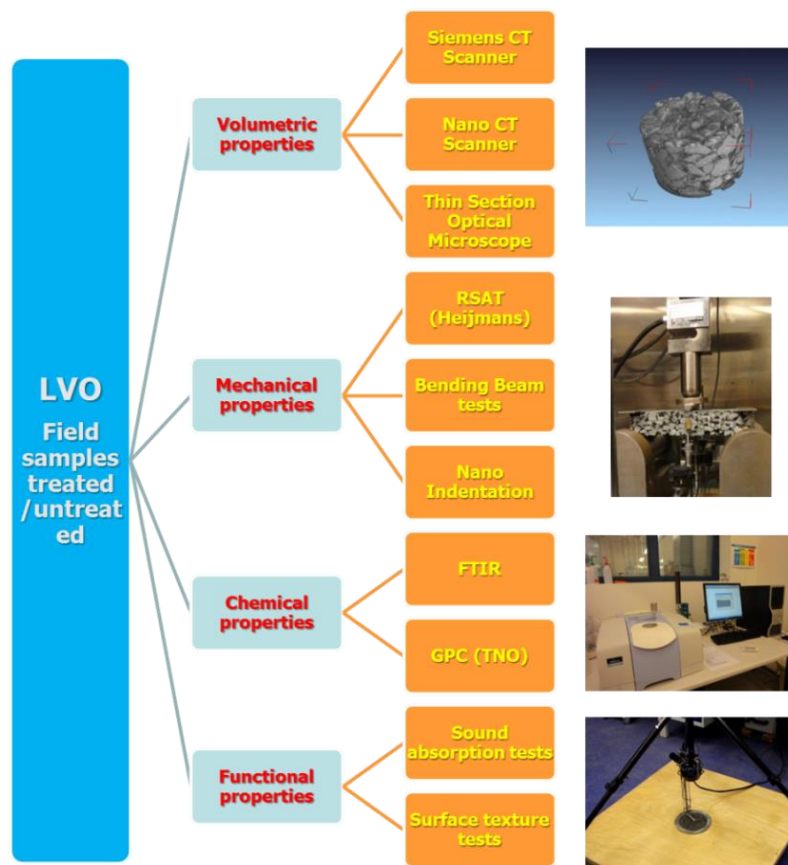 LVO
Field
samples
treated
/untreat
ed
Volumetric
properties
Siemens CT
Scanner
Nano CT
Scanner
Thin Section
Optical
Microscope
Mechanical
properties
RSAT
(Heijmans)
Bending Beam
tests
Nano
Indentation
Chemical
properties
FTIR
GPC (TNO)
Functional
properties
Sound
absorption tests
Surface texture
tests